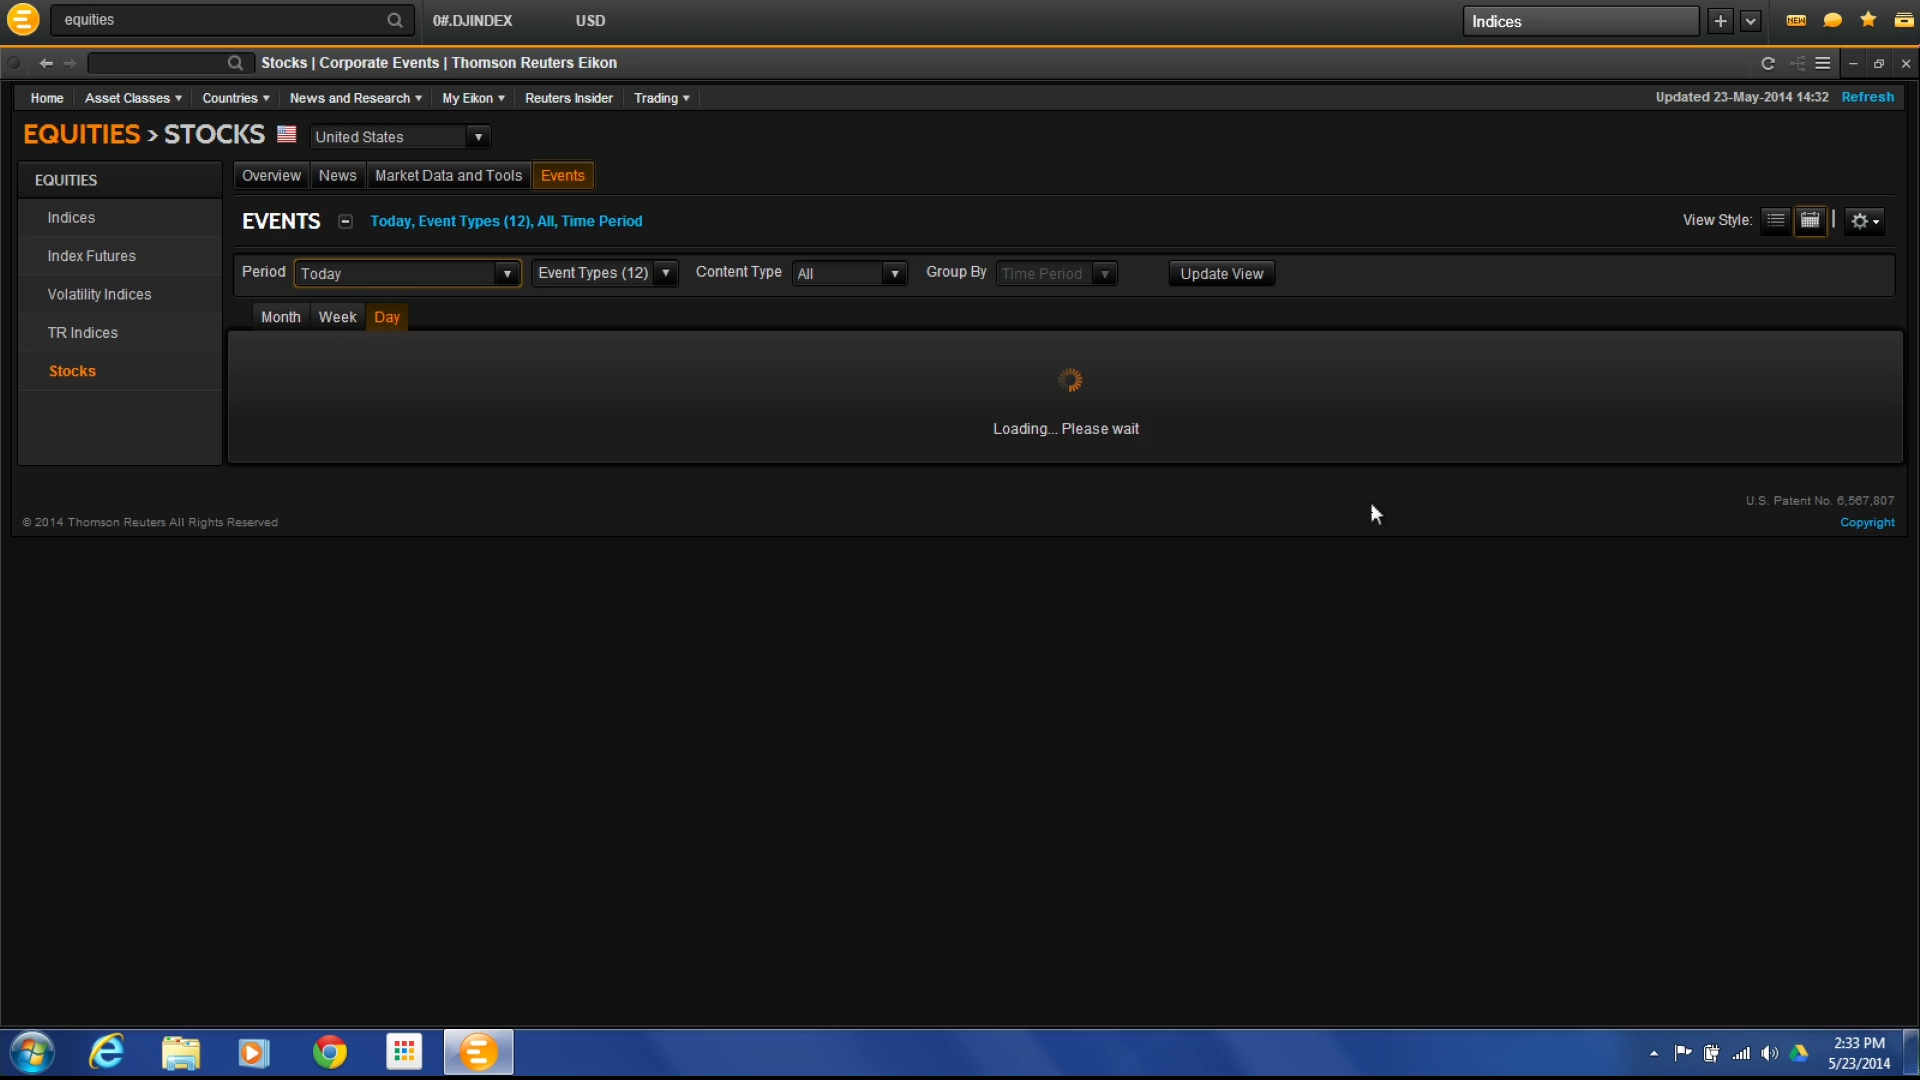 equities
0#.DJINDEX
USD
Indices
NEW
Stocks | Corporate Events | Thomson Reuters Eikon
Home
Asset Classes
Countries
News and Research
My Eikon
Reuters Insider
Trading
Updated 23-May-2014 14:32 Refresh
EQUITIES > STOCKS
United States
EQUITIES
Indices
Index Futures
Volatility Indices
TR Indices
Stocks
Overview
News
Market Data and Tools
Events
EVENTS
Today, Event Types (12), All, Time Period
View Style:
Period
Today
Event Types (12)
Content Type
All
Group By
Time Period
Update View
Month
Week
Day
Loading... Please wait
U.S. Patent No. 6,567,807
© 2014 Thomson Reuters All Rights Reserved
Copyright
2:33 PM
5/23/2014